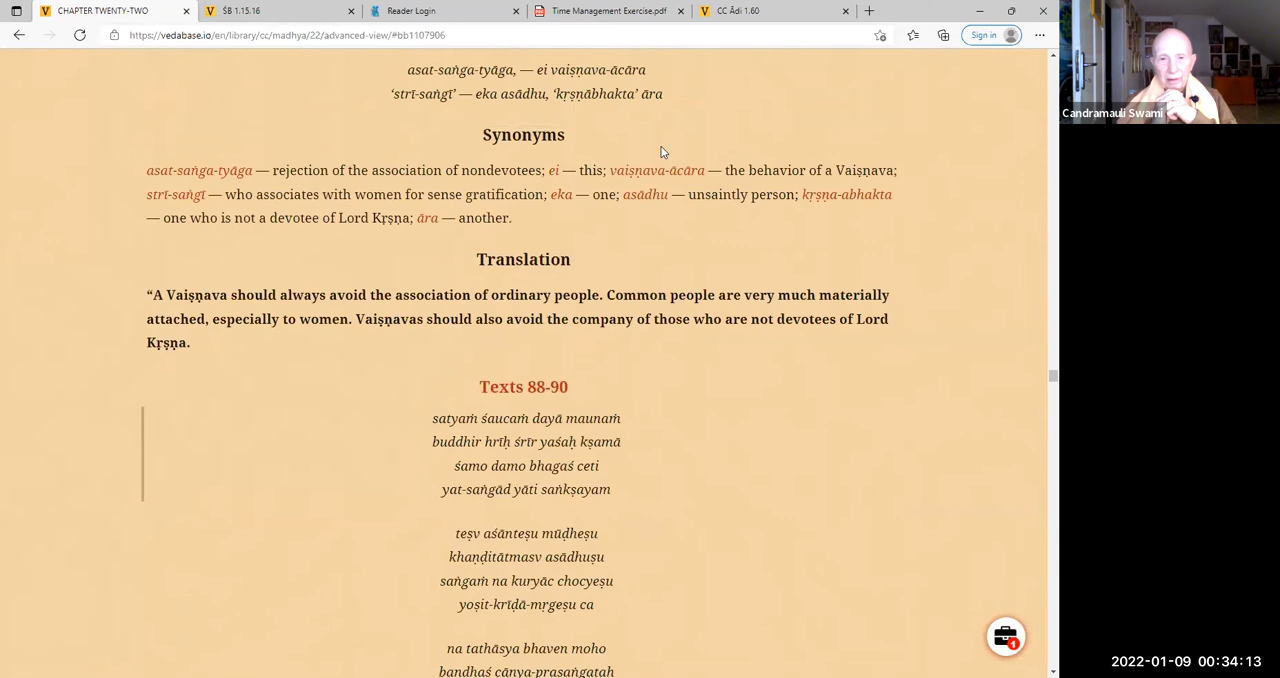 CHAPTER TWENTY-TWO
ŚB 1.15.16
Reader Login
Time Management Exercise.pdf
CC Ādi 1.60
https://vedabase.io/en/library/cc/madhya/22/advanced-view/#bb1107906
Sign in
Candramauli Swami
asat-saṅga-tyāga, — ei vaiṣṇava-ācāra
‘strī-saṅgī’ — eka asādhu, ‘kṛṣṇābhakta’ āra
Synonyms
asat-saṅga-tyāga — rejection of the association of nondevotees; ei — this; vaiṣṇava-ācāra — the behavior of a Vaiṣṇava;
strī-saṅgī — who associates with women for sense gratification; eka — one; asādhu — unsaintly person; kṛṣṇa-abhakta
— one who is not a devotee of Lord Kṛṣṇa; āra — another.
Translation
“A Vaiṣṇava should always avoid the association of ordinary people. Common people are very much materially
attached, especially to women. Vaiṣṇavas should also avoid the company of those who are not devotees of Lord
Kṛṣṇa.
Texts 88-90
satyaṁ śaucaṁ dayā maunaṁ
buddhir hrīḥ śrīr yaśaḥ kṣamā
śamo damo bhagaś ceti
yat-saṅgād yāti saṅkṣayam
teṣv aśānteṣu mūḍheṣu
khaṇḍitātmasv asādhuṣu
saṅgaṁ na kuryāc chocyeṣu
yoṣit-krīḍā-mṛgeṣu ca
na tathāsya bhaven moho
bandhaś cānya-prasaṅgataḥ
1
2022-01-09 00:34:13